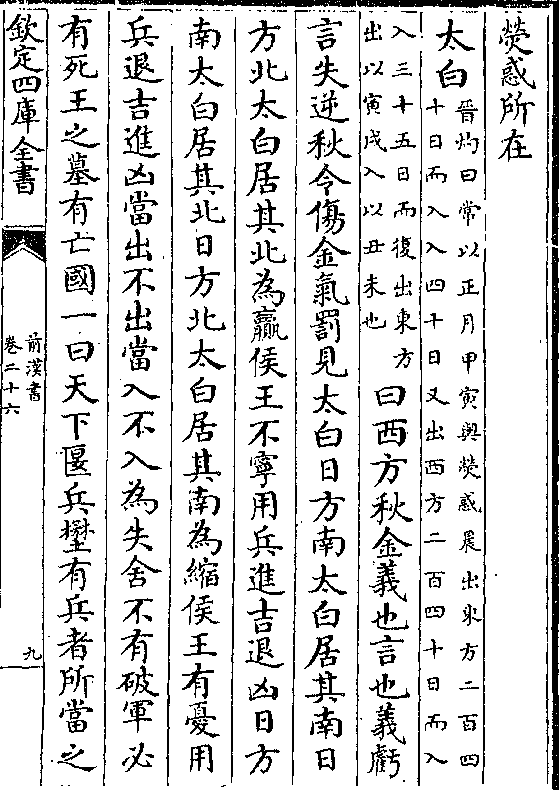 熒惑所在
太白晉灼曰常以正月甲寅與熒惑晨出東方二百四
十日而入入四十日又出西方二百四十日而入
入三十五日而復出東方
出以寅戌入以丑未也
曰西方秋金義也言也義虧
言失逆秋令傷金氣罰見太白日方南太白居其南日
方北太白居其北為贏侯王不寧用兵進吉退凶日方
南太白居其北日方北太白居其南為縮侯王有憂用
兵退吉進凶當出不出當入不入為失舍不有破軍必
有死王之墓有亡國一曰天下匽兵壄有兵者所當之
欽定四庫全書
前漢書
卷二十六
九